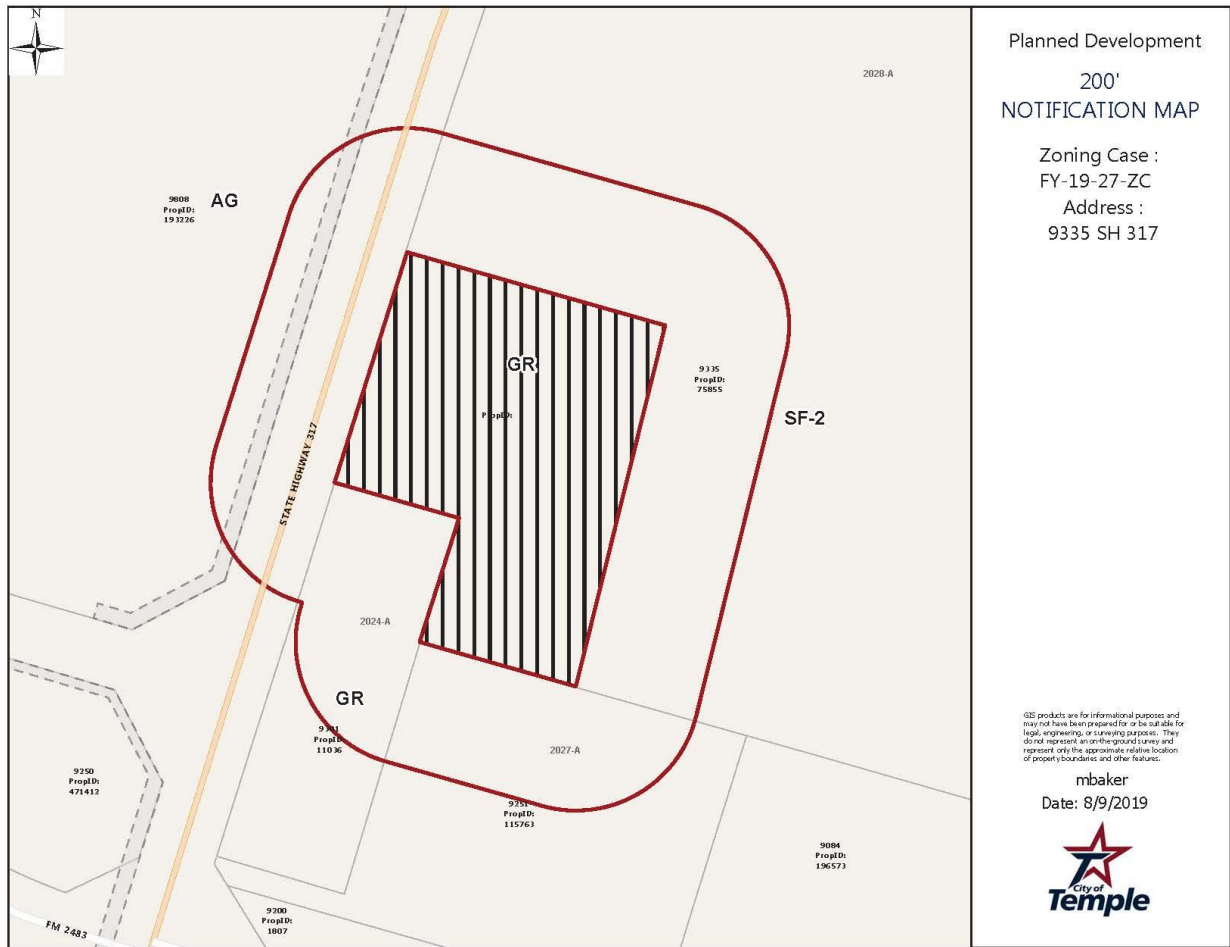 N
2028-A
9808
PropID:
193226
AG
GR
PropID:
9335
PropID:
75855
SF-2
STATE HIGHWAY 317
2024-A
GR
PropID:
11036
2027-A
9250
PropID:
471412
9251
PropID:
115763
9084
PropID:
196573
9200
PropID:
1807
FM 2483
Planned Development
200'
NOTIFICATION MAP
Zoning Case :
FY-19-27-ZC
Address :
9335 SH 317
GIS products are for informational purposes and
may not have been prepared for or be suitable for
legal, engineering, or surveying purposes. They
do not represent an on-the-ground survey and
represent only the approximate relative location
of property boundaries and other features.
mbaker
Date: 8/9/2019
City of
Temple